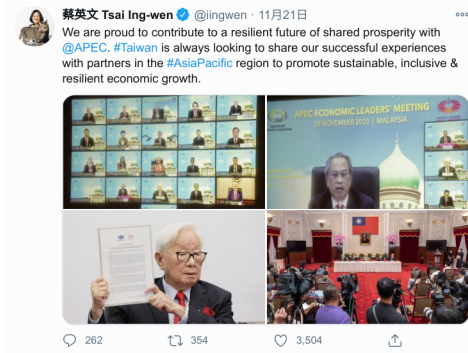 蔡英文 Tsai Ing-wen @iingwen · 11月21日
We are proud to contribute to a resilient future of shared prosperity with
@APEC. #Taiwan is always looking to share our successful experiences
with partners in the #AsiaPacific region to promote sustainable, inclusive &
resilient economic growth.
APEC ECONOMIC LEADERS' MEETING
20 NOVEMBER 2020 | MALAYSIA
262 354 3,504